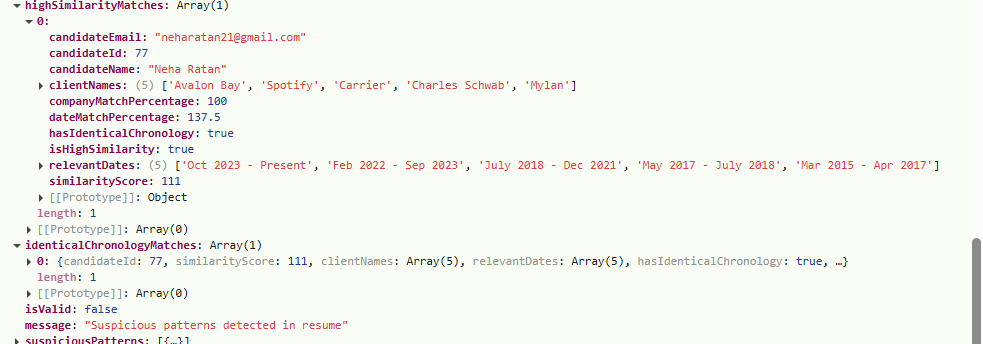 ▼ highSimilarityMatches: Array(1)
▼ 0:
candidateEmail: "neharatan21@gmail.com"
candidateId: 77
candidateName: "Neha Ratan"
▶ clientNames: (5) ['Avalon Bay', 'Spotify', 'Carrier', 'Charles Schwab', 'Mylan']
companyMatchPercentage: 100
dateMatchPercentage: 137.5
hasIdenticalChronology: true
isHighSimilarity: true
▶ relevantDates: (5) ['Oct 2023 - Present', 'Feb 2022 - Sep 2023', 'July 2018 - Dec 2021', 'May 2017 - July 2018', 'Mar 2015 - Apr 2017']
similarityScore: 111
▶ [[Prototype]]: Object
length: 1
▶ [[Prototype]]: Array(0)
▼ identicalChronologyMatches: Array(1)
▶ 0: {candidateId: 77, similarityScore: 111, clientNames: Array(5), relevantDates: Array(5), hasIdenticalChronology: true, …}
length: 1
▶ [[Prototype]]: Array(0)
isValid: false
message: "Suspicious patterns detected in resume"
▶ suspiciousPatterns: [{…}]